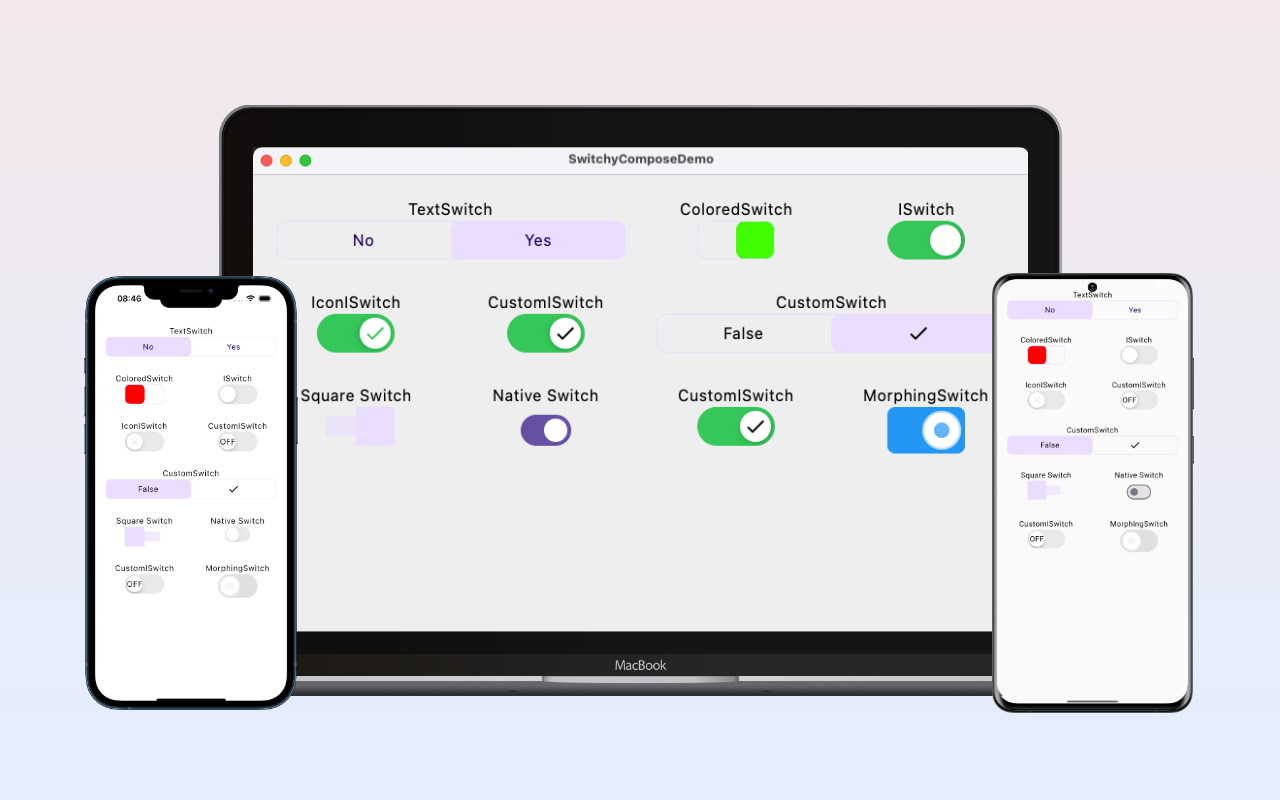 SwitchyComposeDemo
TextSwitch
No Yes
ColoredSwitch
ISwitch
IconISwitch
CustomISwitch
CustomSwitch
False
Square Switch
Native Switch
CustomISwitch
MorphingSwitch
MacBook
08:46
TextSwitch
No Yes
ColoredSwitch ISwitch
IconISwitch CustomISwitch
OFF
CustomSwitch
False
Square Switch Native Switch
CustomISwitch MorphingSwitch
OFF
TextSwitch
No Yes
ColoredSwitch ISwitch
IconISwitch CustomISwitch
OFF
CustomSwitch
False
Square Switch Native Switch
CustomISwitch MorphingSwitch
OFF